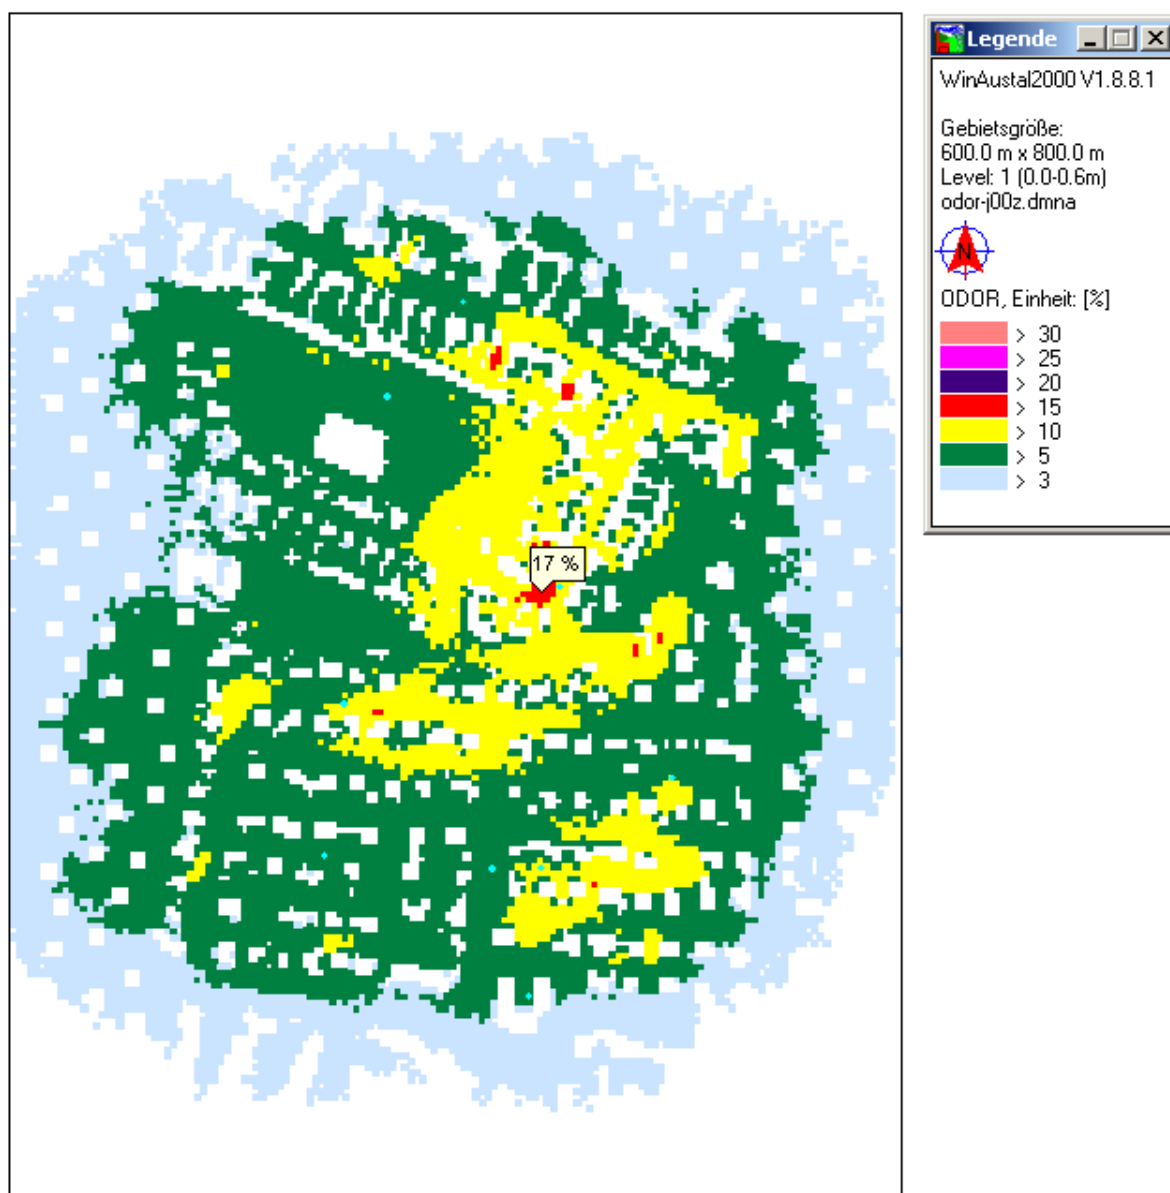 Legende
WinAustal2000 V1.8.8.1
Gebietsgröße:
600.0 m x 800.0 m
Level: 1 (0.0-0.6m)
odor-j00z.dmna
N
ODOR, Einheit: [%]
> 30
> 25
> 20
> 15
> 10
> 5
> 3
17 %